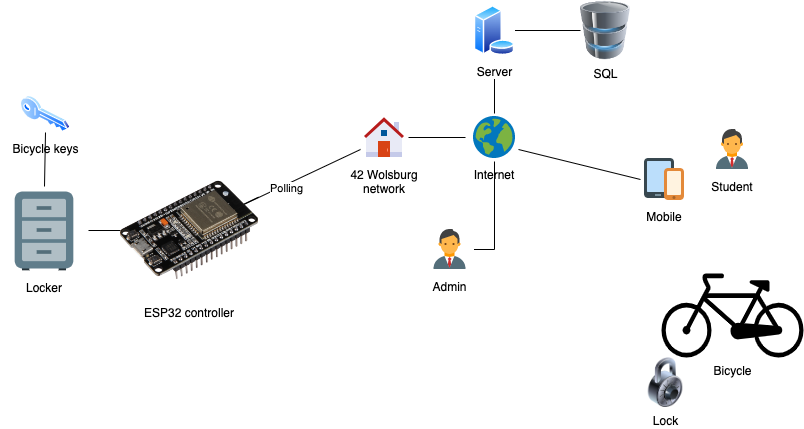 Server
SQL
Bicycle keys
42 Wolsburg
network
Internet
Polling
Student
Mobile
Locker
Admin
ESP32 controller
Bicycle
Lock